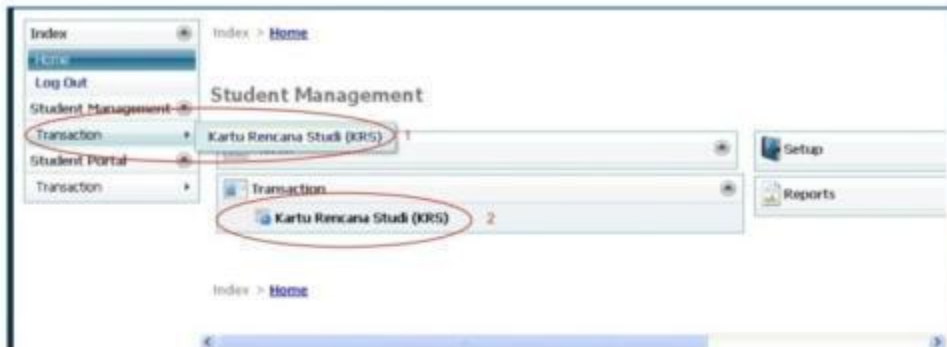 Index
Home
Log Out
Student Management
Transaction
Student Portal
Transaction
Index > Home
Student Management
Kartu Rencana Studi (KRS) 1
Setup
Transaction
Kartu Rencana Studi (KRS) 2
Reports
Index > Home